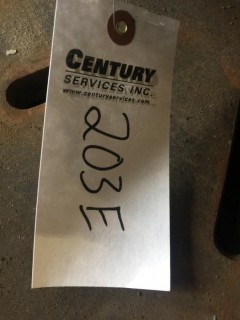 CENTURY
SERVICES INC.
www.centuryservices.com
203E